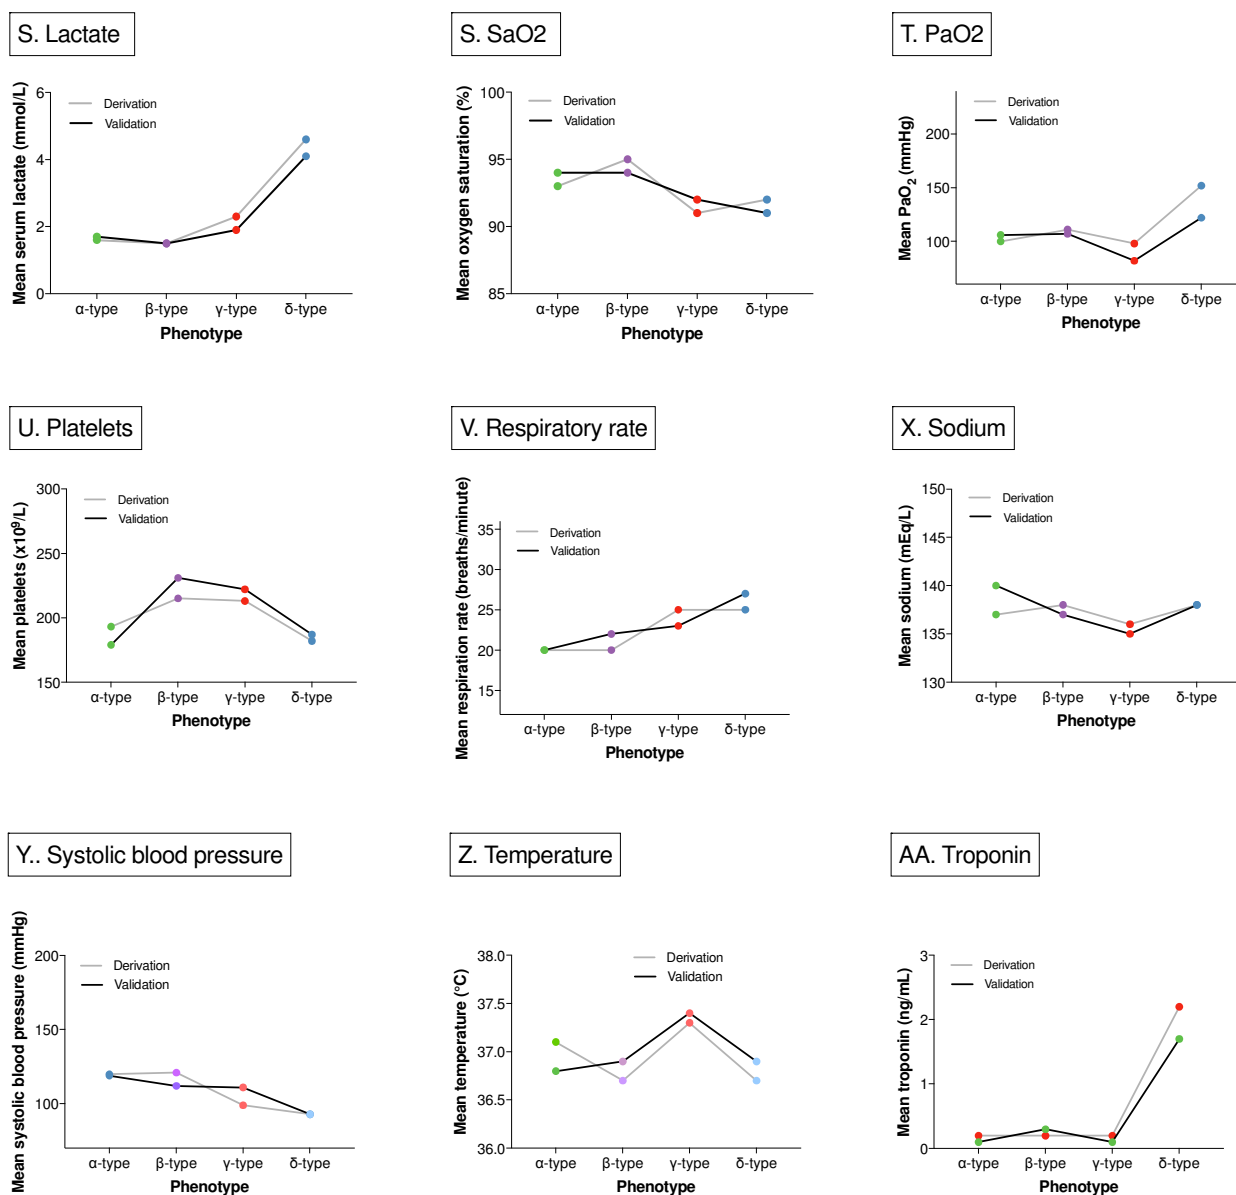 S. Lactate
Mean serum lactate (mmol/L)
6
4
2
0
Derivation
Validation
α-type β-type γ-type δ-type
Phenotype
S. SaO2
Mean oxygen saturation (%)
100
95
90
85
Derivation
Validation
α-type β-type γ-type δ-type
Phenotype
T. PaO2
Mean PaO₂ (mmHg)
200
150
100
Derivation
Validation
α-type β-type γ-type δ-type
Phenotype
U. Platelets
Mean platelets (x10⁹/L)
300
250
200
150
Derivation
Validation
α-type β-type γ-type δ-type
Phenotype
V. Respiratory rate
Mean respiration rate (breaths/minute)
35
30
25
20
15
Derivation
Validation
α-type β-type γ-type δ-type
Phenotype
X. Sodium
Mean sodium (mEq/L)
150
145
140
135
130
Derivation
Validation
α-type β-type γ-type δ-type
Phenotype
Y.. Systolic blood pressure
Mean systolic blood pressure (mmHg)
200
150
100
Derivation
Validation
α-type β-type γ-type δ-type
Phenotype
Z. Temperature
Mean temperature (°C)
38.0
37.5
37.0
36.5
36.0
Derivation
Validation
α-type β-type γ-type δ-type
Phenotype
AA. Troponin
Mean troponin (ng/mL)
3
2
1
0
Derivation
Validation
α-type β-type γ-type δ-type
Phenotype